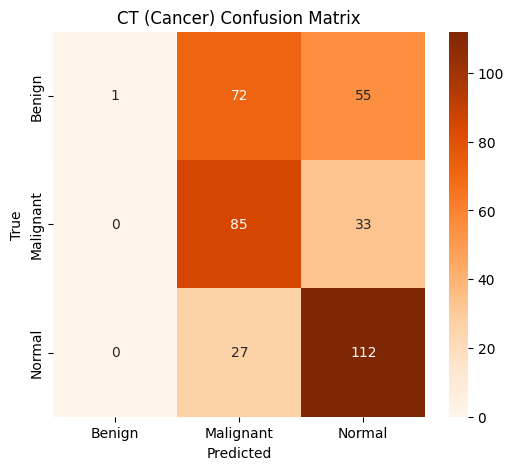 CT (Cancer) Confusion Matrix
True
Benign
1 72 55
Malignant
0 85 33
Normal
0 27 112
Benign Malignant Normal
Predicted
100
80
60
40
20
0